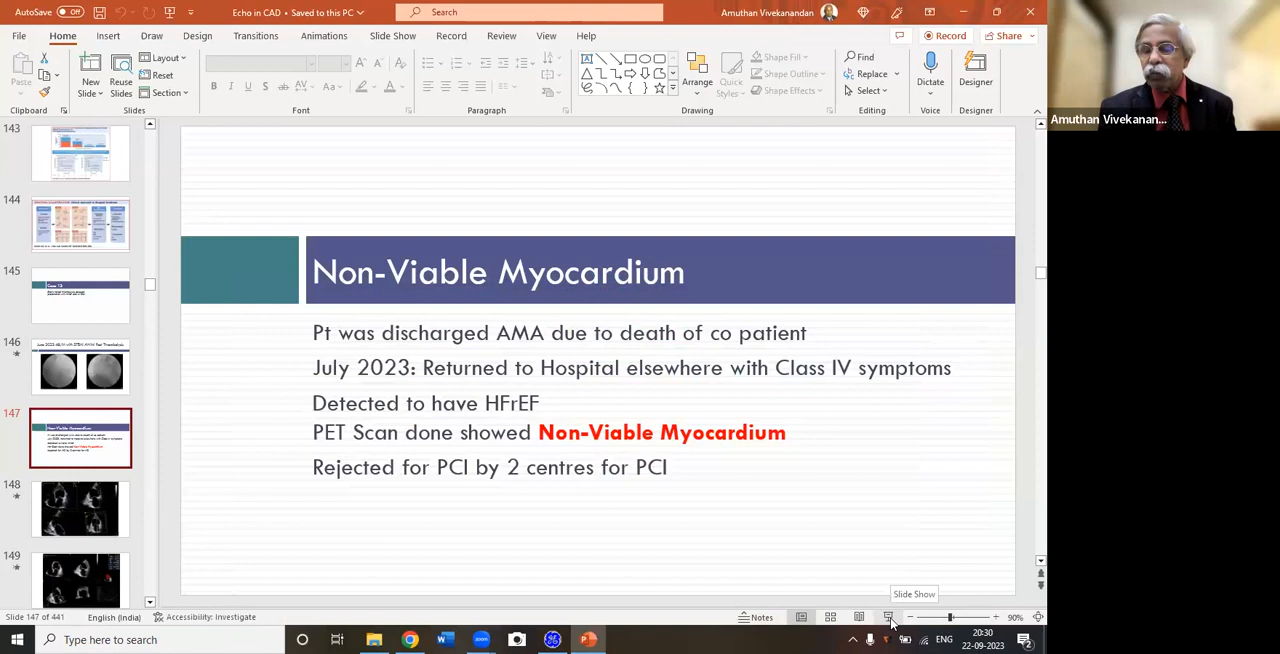 AutoSave Off
Echo in CAD • Saved to this PC
Search
Amuthan Vivekanandan
File Home Insert Draw Design Transitions Animations Slide Show Record Review View Help
Record Share
Paste
New Slide
Reuse Slides
Layout
Reset
Section
Arrange
Quick Styles
Shape Fill
Shape Outline
Shape Effects
Find
Replace
Select
Dictate
Designer
Clipboard Slides Font Paragraph Drawing Editing Voice Designer
Amuthan Vivekanan...
143
144
145
146
147
148
149
Non-Viable Myocardium
Pt was discharged AMA due to death of co patient
July 2023: Returned to Hospital elsewhere with Class IV symptoms
Detected to have HFrEF
PET Scan done showed Non-Viable Myocardium
Rejected for PCI by 2 centres for PCI
Slide Show
Slide 147 of 441 English (India) Accessibility: Investigate Notes 90%
Type here to search
ENG
20:30
22-09-2023
2